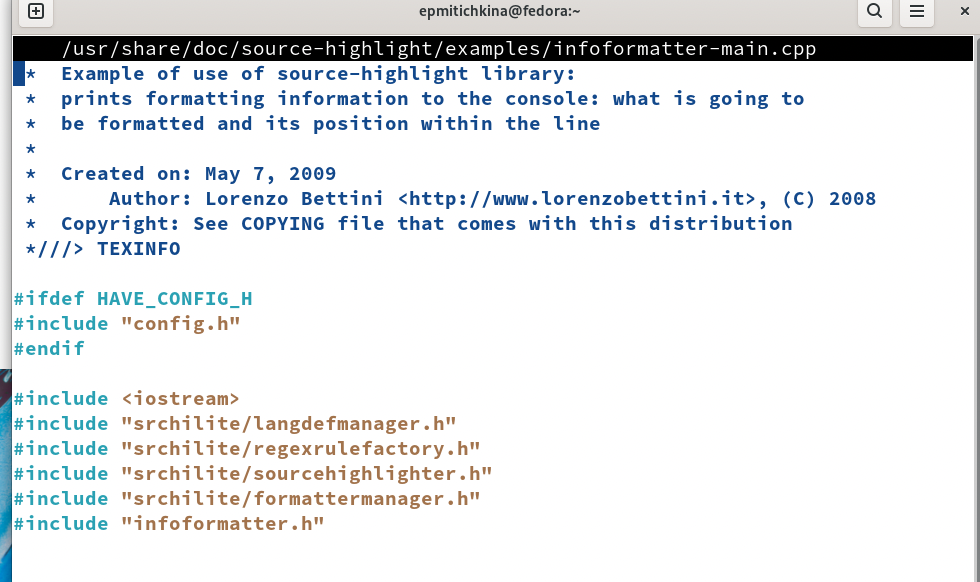 epmitichkina@fedora:~
/usr/share/doc/source-highlight/examples/infoformatter-main.cpp
* Example of use of source-highlight library:
* prints formatting information to the console: what is going to
* be formatted and its position within the line
*
* Created on: May 7, 2009
* Author: Lorenzo Bettini <http://www.lorenzobettini.it>, (C) 2008
* Copyright: See COPYING file that comes with this distribution
*///> TEXINFO
#ifdef HAVE_CONFIG_H
#include "config.h"
#endif
#include <iostream>
#include "srchilite/langdefmanager.h"
#include "srchilite/regexrulefactory.h"
#include "srchilite/sourcehighlighter.h"
#include "srchilite/formattermanager.h"
#include "infoformatter.h"